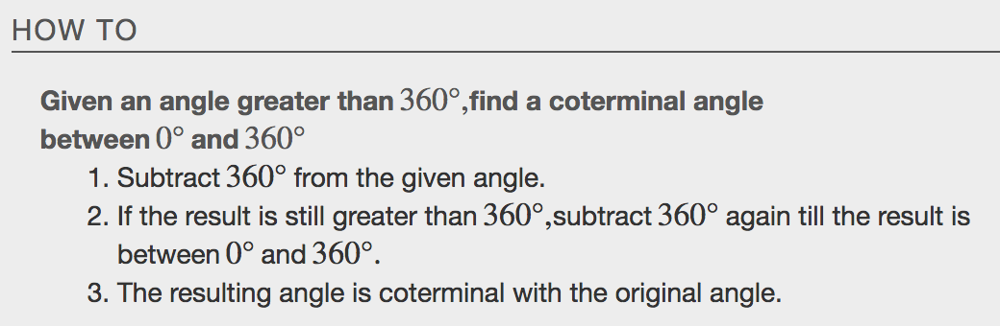 HOW TO
Given an angle greater than 360°,find a coterminal angle
between 0° and 360°
1. Subtract 360° from the given angle.
2. If the result is still greater than 360°,subtract 360° again till the result is
between 0° and 360°.
3. The resulting angle is coterminal with the original angle.